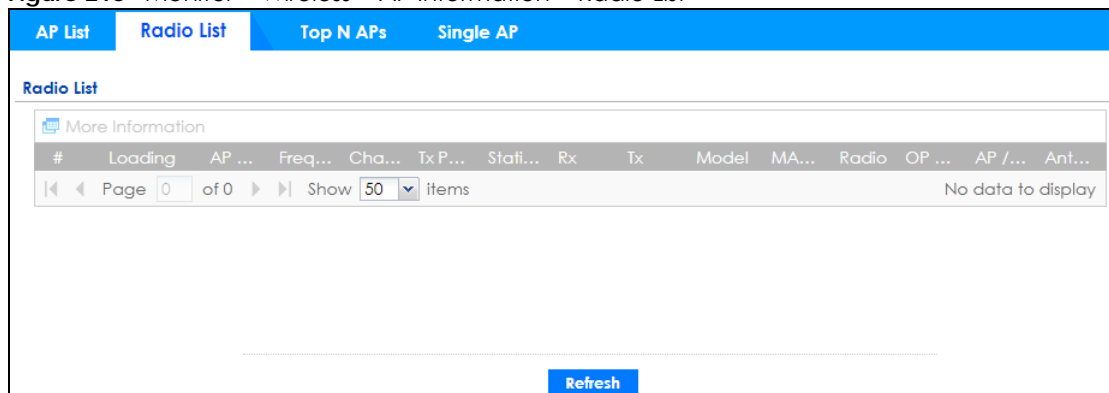 AP List Radio List Top N APs Single AP
Radio List
More Information
# Loading AP ... Freq... Cha... Tx P... Stati... Rx Tx Model MA... Radio OP ... AP /... Ant...
Page 0 of 0 Show 50 items No data to display
Refresh